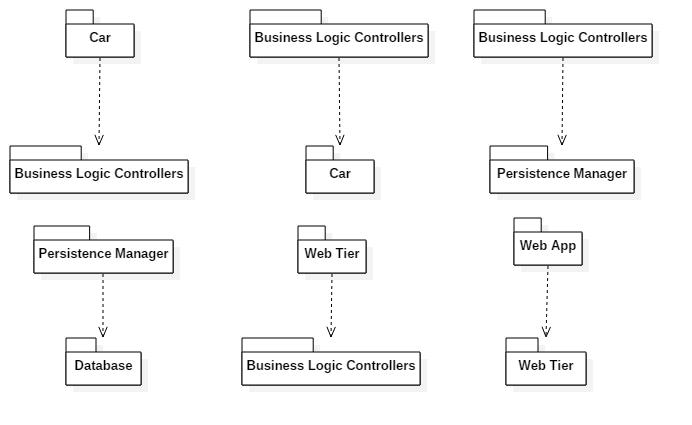 Car
Business Logic Controllers
Business Logic Controllers
Business Logic Controllers
Car
Persistence Manager
Persistence Manager
Web Tier
Web App
Database
Business Logic Controllers
Web Tier